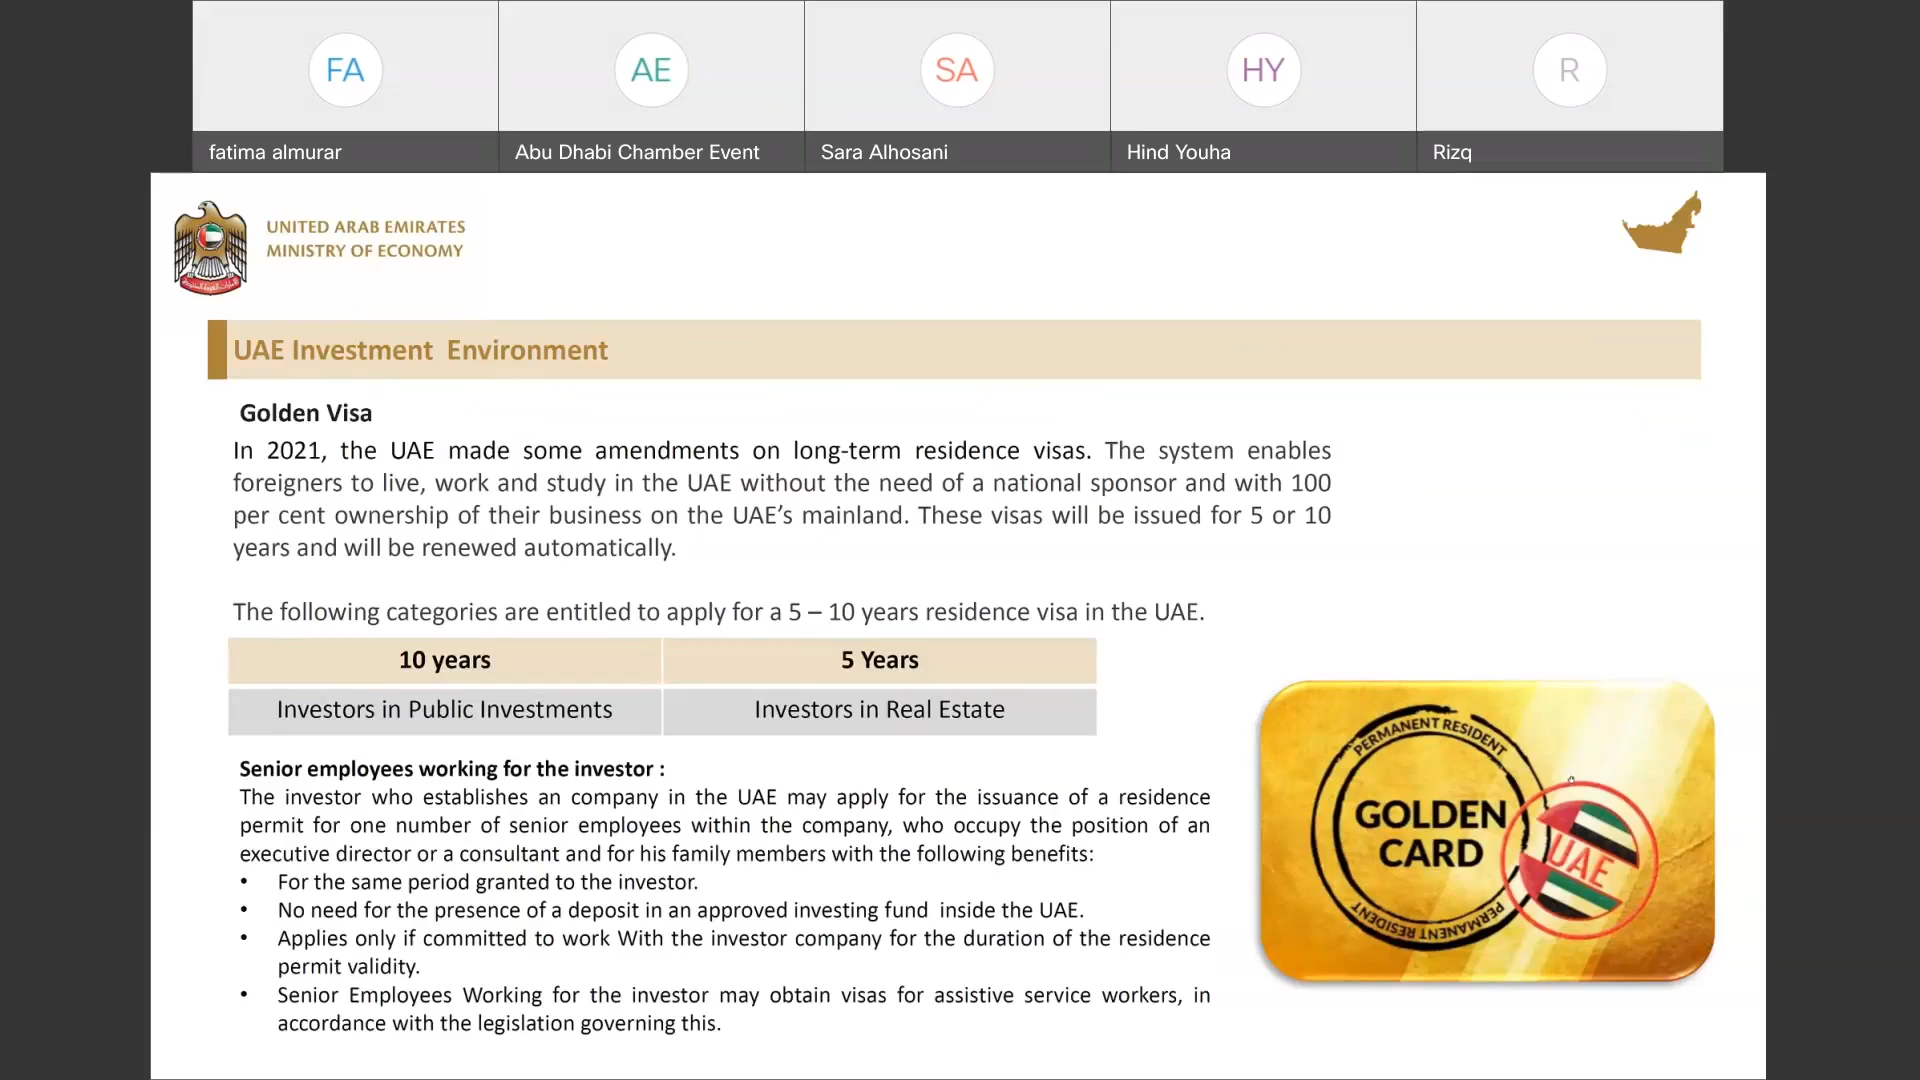 FA
AE
SA
HY
R
fatima almurar
Abu Dhabi Chamber Event
Sara Alhosani
Hind Youha
Rizq
UNITED ARAB EMIRATES
MINISTRY OF ECONOMY
UAE Investment  Environment
Golden Visa
In 2021, the UAE made some amendments on long-term residence visas. The system enables
foreigners to live, work and study in the UAE without the need of a national sponsor and with 100
per cent ownership of their business on the UAE’s mainland. These visas will be issued for 5 or 10
years and will be renewed automatically.
The following categories are entitled to apply for a 5 – 10 years residence visa in the UAE.
10 years
5 Years
Investors in Public Investments
Investors in Real Estate
Senior employees working for the investor :
The investor who establishes an company in the UAE may apply for the issuance of a residence
permit for one number of senior employees within the company, who occupy the position of an
executive director or a consultant and for his family members with the following benefits:
• For the same period granted to the investor.
• No need for the presence of a deposit in an approved investing fund  inside the UAE.
• Applies only if committed to work With the investor company for the duration of the residence
permit validity.
• Senior Employees Working for the investor may obtain visas for assistive service workers, in
accordance with the legislation governing this.
PERMANENT RESIDENT
GOLDEN
CARD
PERMANENT RESIDENT
UAE